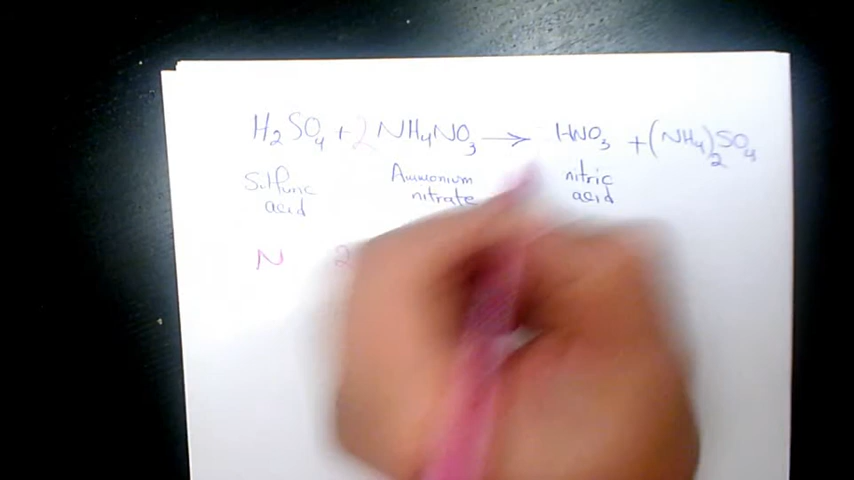 H₂SO₄ + 2 NH₄NO₃ → HNO₃ + (NH₄)₂SO₄
Sulfuric acid
Ammonium nitrate
nitric acid
N 2